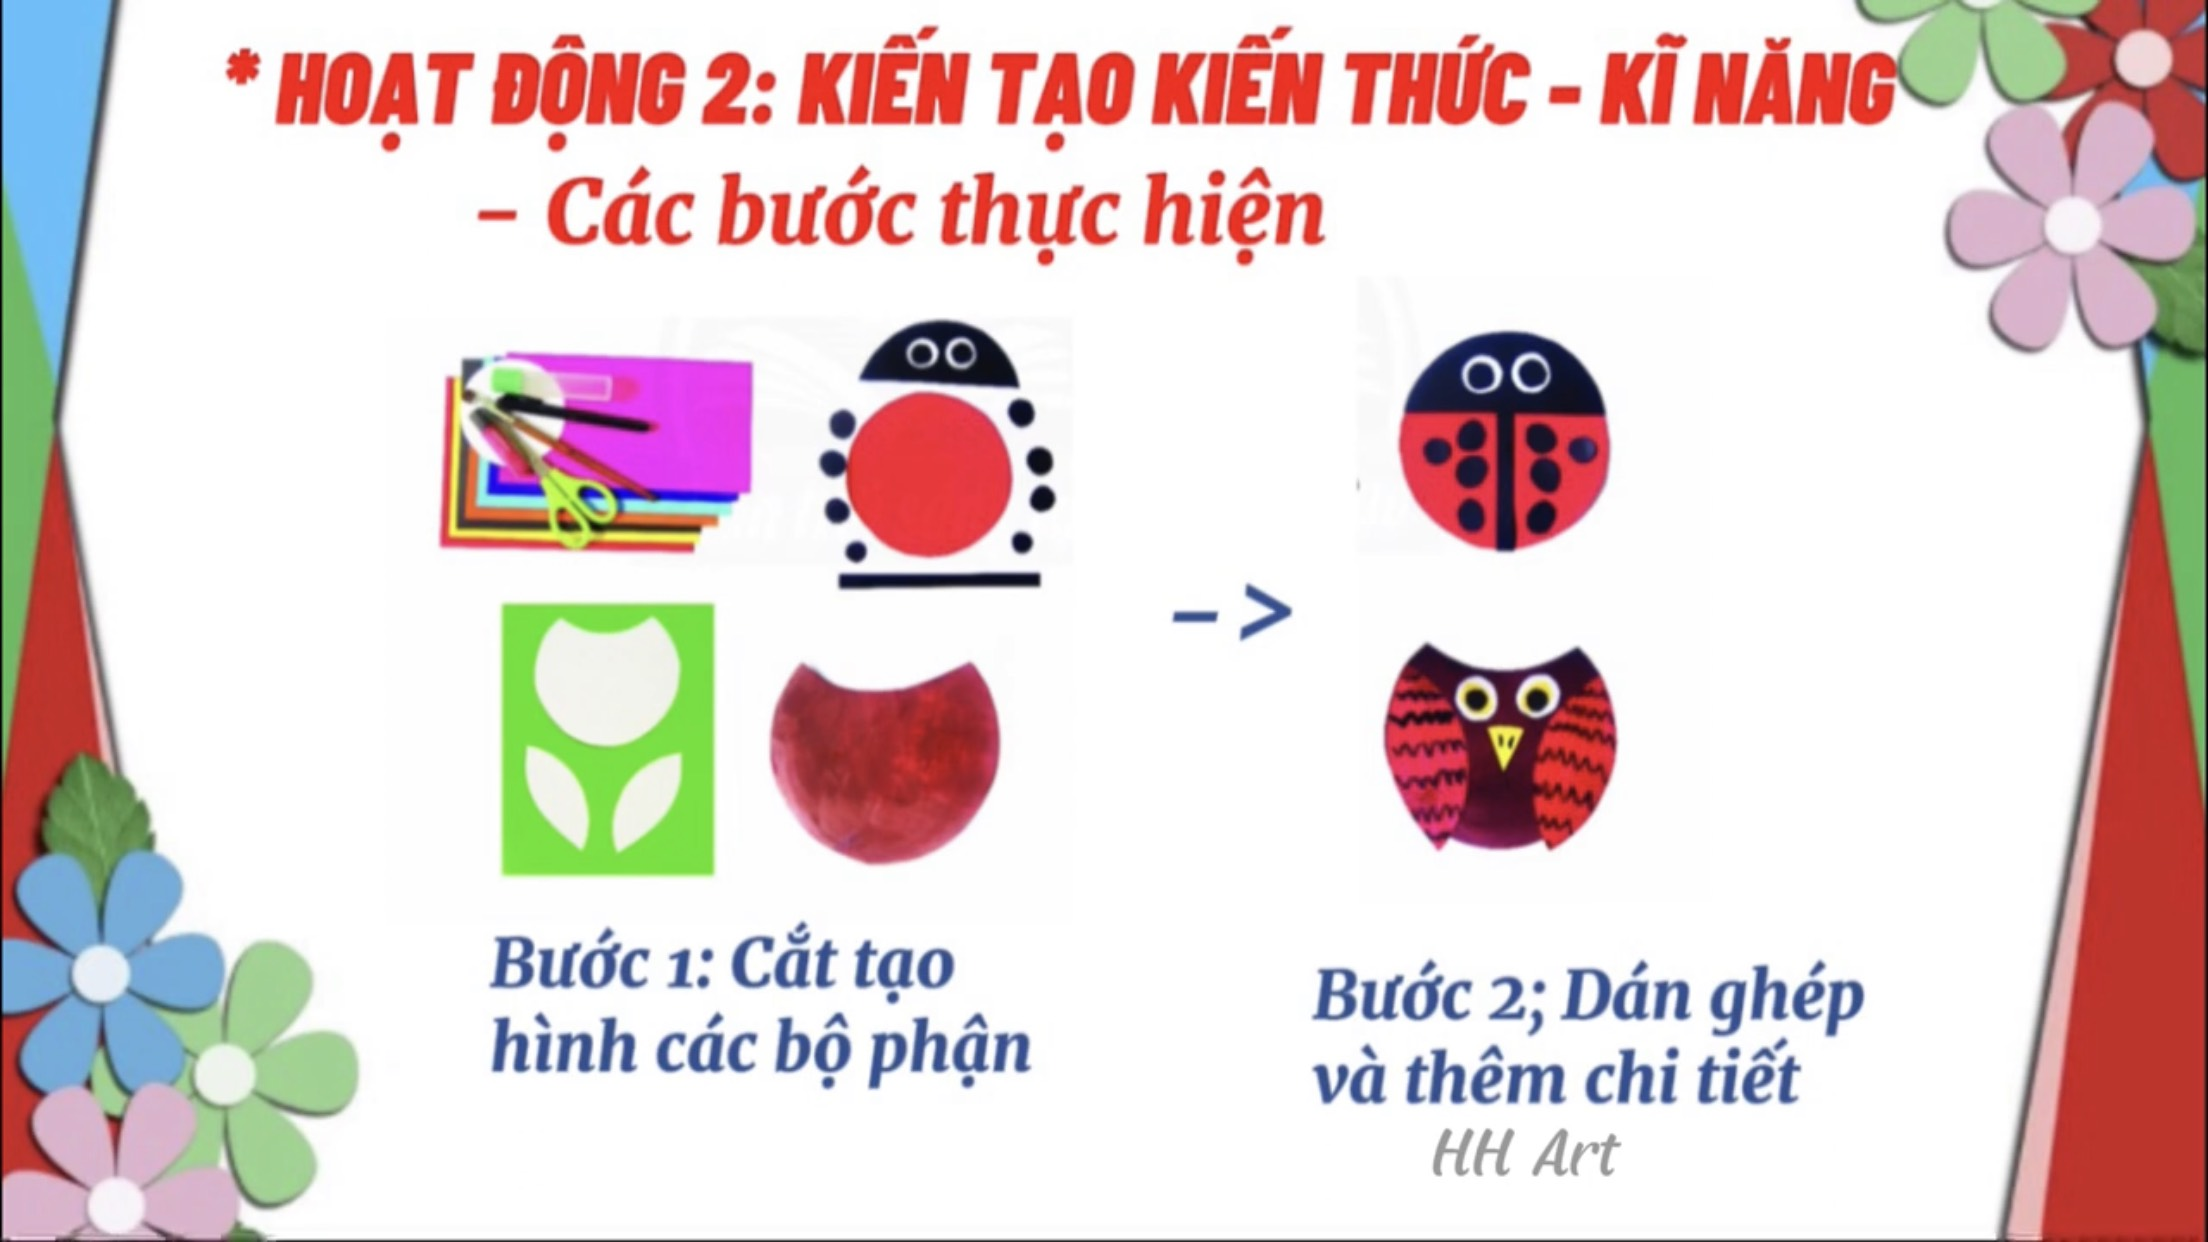 * HOẠT ĐỘNG 2: KIẾN TẠO KIẾN THỨC - KĨ NĂNG
– Các bước thực hiện
– >
Bước 1: Cắt tạo
hình các bộ phận
Bước 2; Dán ghép
và thêm chi tiết
HH Art